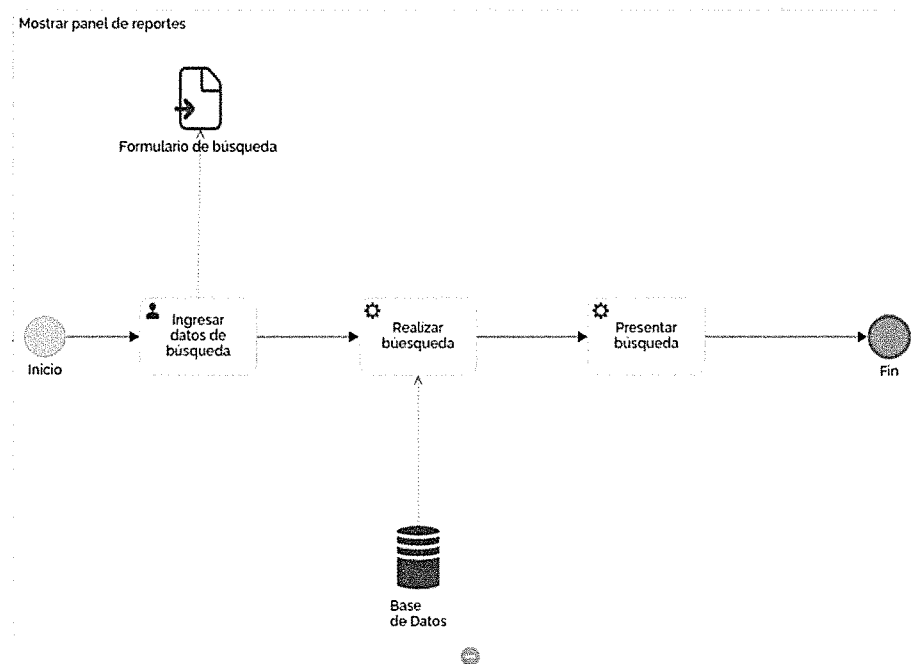 Mostrar panel de reportes
Formulario de búsqueda
Ingresar
datos de
búsqueda
Realizar
búesqueda
Presentar
búsqueda
Inicio
Fin
Base
de Datos